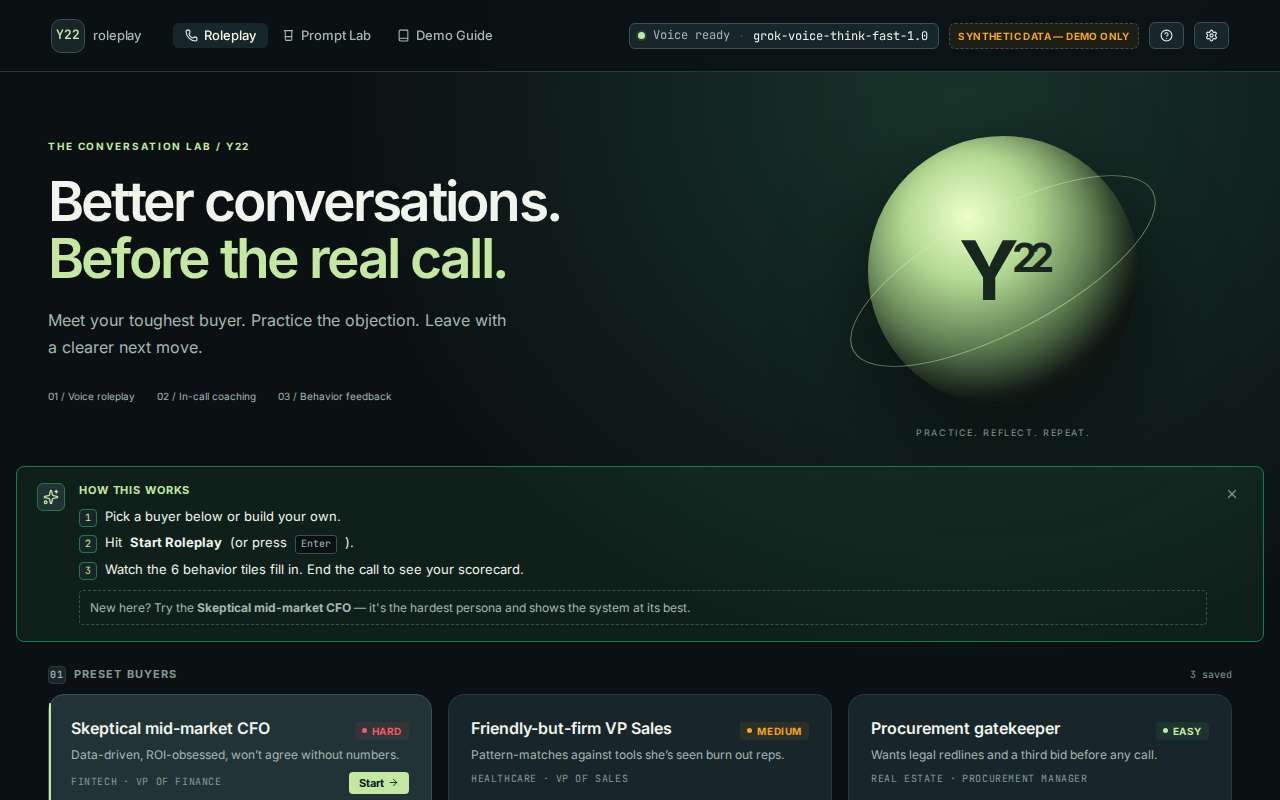 Y22 roleplay Roleplay Prompt Lab Demo Guide Voice ready · grok-voice-think-fast-1.0 SYNTHETIC DATA — DEMO ONLY
THE CONVERSATION LAB / Y22
Better conversations.
Before the real call.
Meet your toughest buyer. Practice the objection. Leave with
a clearer next move.
01 / Voice roleplay 02 / In-call coaching 03 / Behavior feedback
Y22
PRACTICE. REFLECT. REPEAT.
HOW THIS WORKS
1 Pick a buyer below or build your own.
2 Hit Start Roleplay (or press Enter ).
3 Watch the 6 behavior tiles fill in. End the call to see your scorecard.
New here? Try the Skeptical mid-market CFO — it's the hardest persona and shows the system at its best.
01 PRESET BUYERS 3 saved
Skeptical mid-market CFO HARD
Data-driven, ROI-obsessed, won't agree without numbers.
FINTECH · VP OF FINANCE Start →
Friendly-but-firm VP Sales MEDIUM
Pattern-matches against tools she's seen burn out reps.
HEALTHCARE · VP OF SALES
Procurement gatekeeper EASY
Wants legal redlines and a third bid before any call.
REAL ESTATE · PROCUREMENT MANAGER